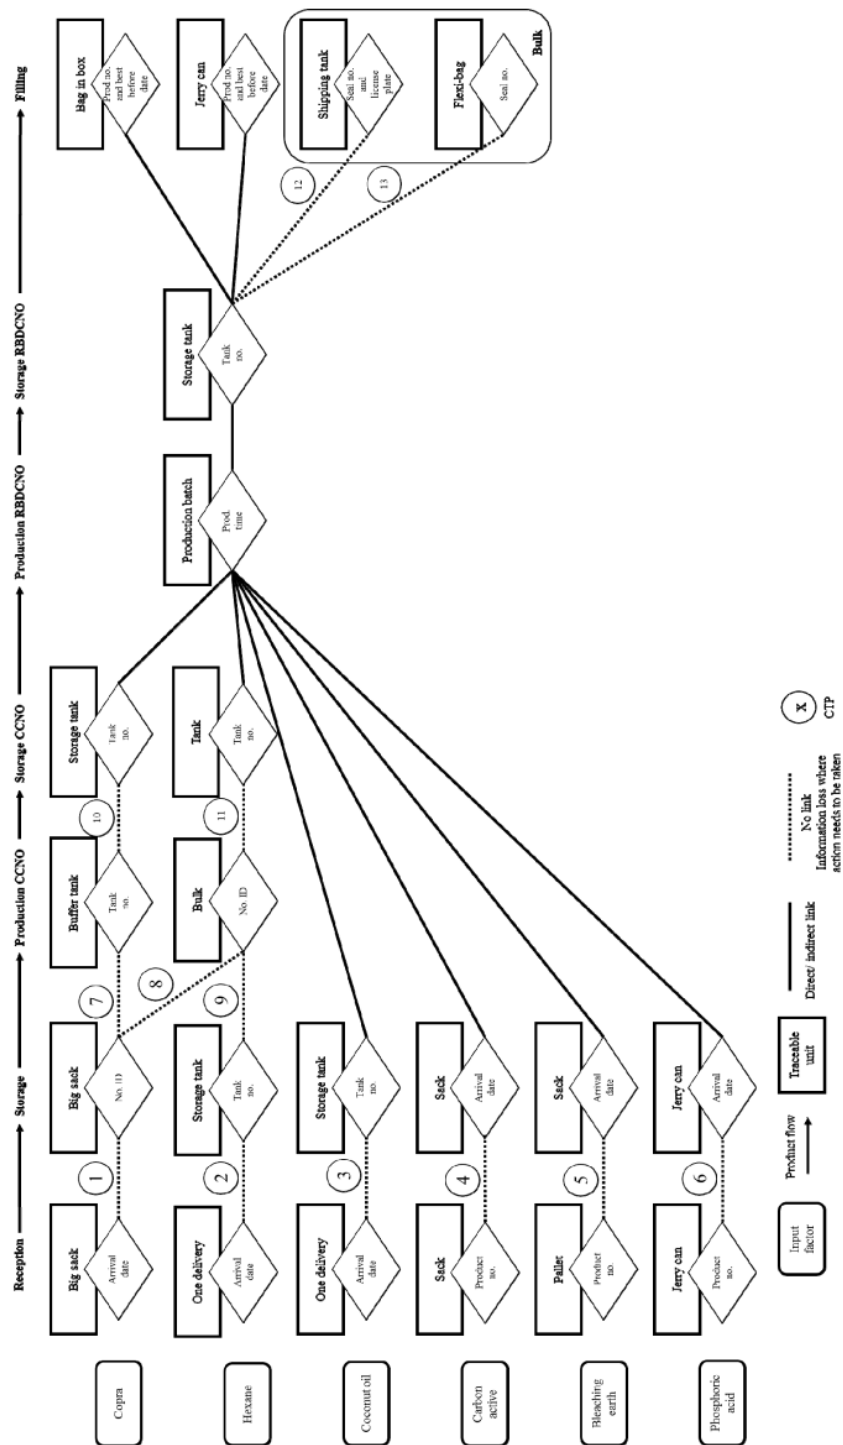 Reception
Storage
Production CCNO
Storage CCNO
Production RBDCNO
Storage RBDCNO
Filling
Copra
Big sack
Arrival
date
1
Big sack
No. ID
7
8
Buffer tank
Tank
no.
10
Storage tank
Tank
no.
Hexane
One delivery
Arrival
date
2
Storage tank
Tank
no.
9
Bulk
No. ID
11
Tank
Tank
no.
Production batch
Prod.
time
Storage tank
Tank
no.
Bag in box
Prod no.
and best
before
date
Jerry can
Prod no.
and best
before
date
12
Shipping tank
Seal no.
and
license
plate
13
Flexi-bag
Seal no.
Bulk
Coconut oil
One delivery
Arrival
date
3
Storage tank
Tank
no.
Carbon
active
Sack
Product
no.
4
Sack
Arrival
date
Bleaching
earth
Pallet
Product
no.
5
Sack
Arrival
date
Phosphoric
acid
Jerry can
Product
no.
6
Jerry can
Arrival
date
Input
factor
Product flow
Traceable
unit
Direct/ indirect link
No link
Information loss where
action needs to be taken
X
CTP